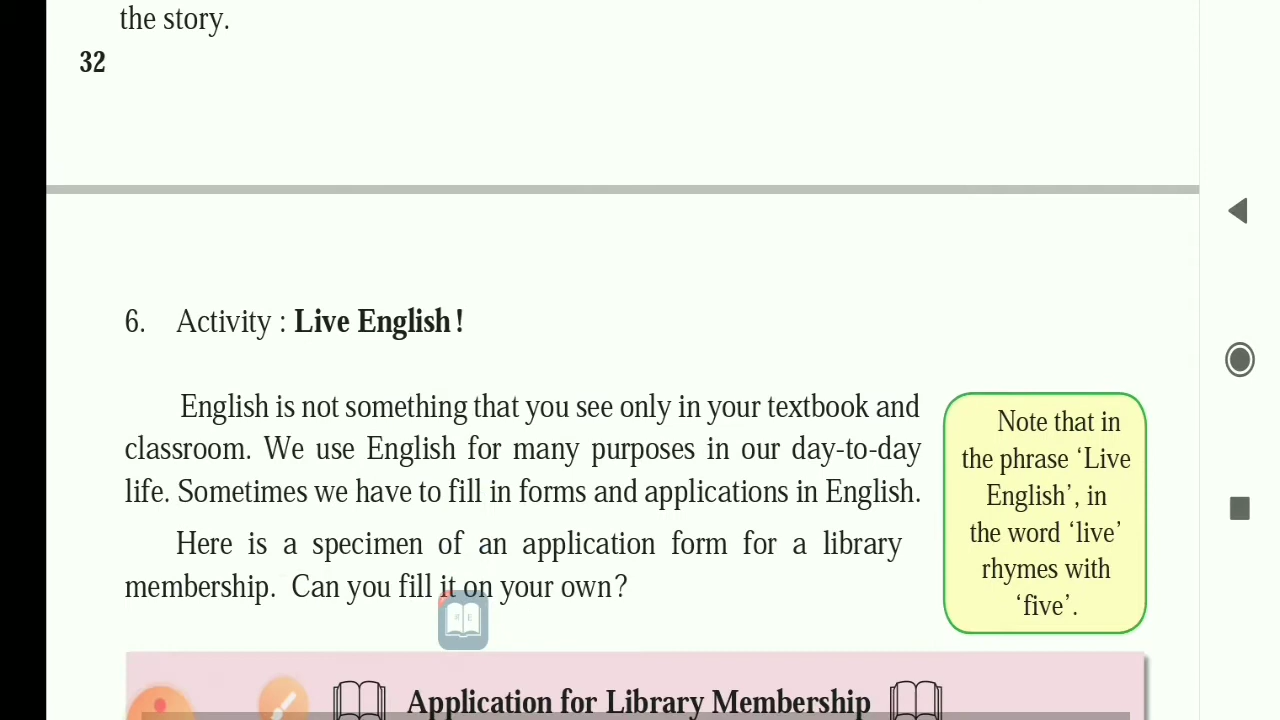 the story.
32
6. Activity : Live English!
English is not something that you see only in your textbook and
classroom. We use English for many purposes in our day-to-day
life. Sometimes we have to fill in forms and applications in English.
Here is a specimen of an application form for a library
membership. Can you fill it on your own?
Note that in
the phrase ‘Live
English’, in
the word ‘live’
rhymes with
‘five’.
Application for Library Membership